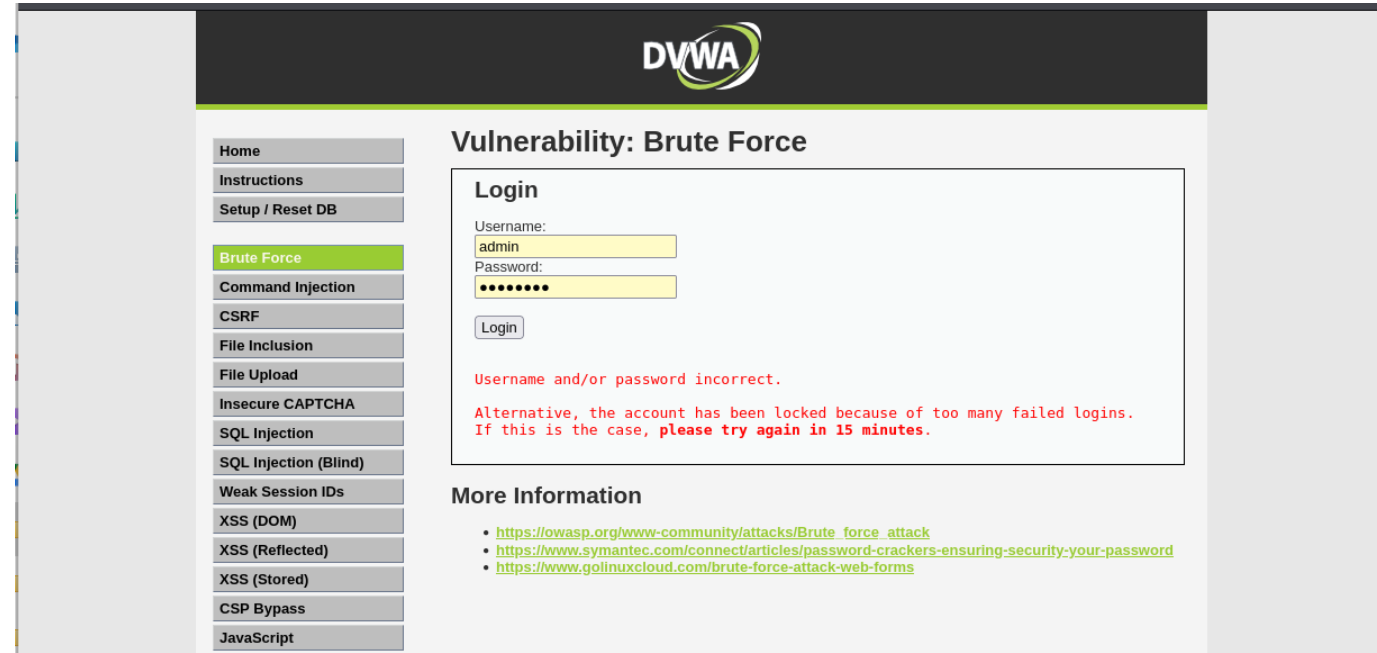 DVWA
Home
Instructions
Setup / Reset DB
Brute Force
Command Injection
CSRF
File Inclusion
File Upload
Insecure CAPTCHA
SQL Injection
SQL Injection (Blind)
Weak Session IDs
XSS (DOM)
XSS (Reflected)
XSS (Stored)
CSP Bypass
JavaScript
Vulnerability: Brute Force
Login
Username:
admin
Password:
●●●●●●●●
Login
Username and/or password incorrect.
Alternative, the account has been locked because of too many failed logins.
If this is the case, please try again in 15 minutes.
More Information
https://owasp.org/www-community/attacks/Brute_force_attack
https://www.symantec.com/connect/articles/password-crackers-ensuring-security-your-password
https://www.golinuxcloud.com/brute-force-attack-web-forms